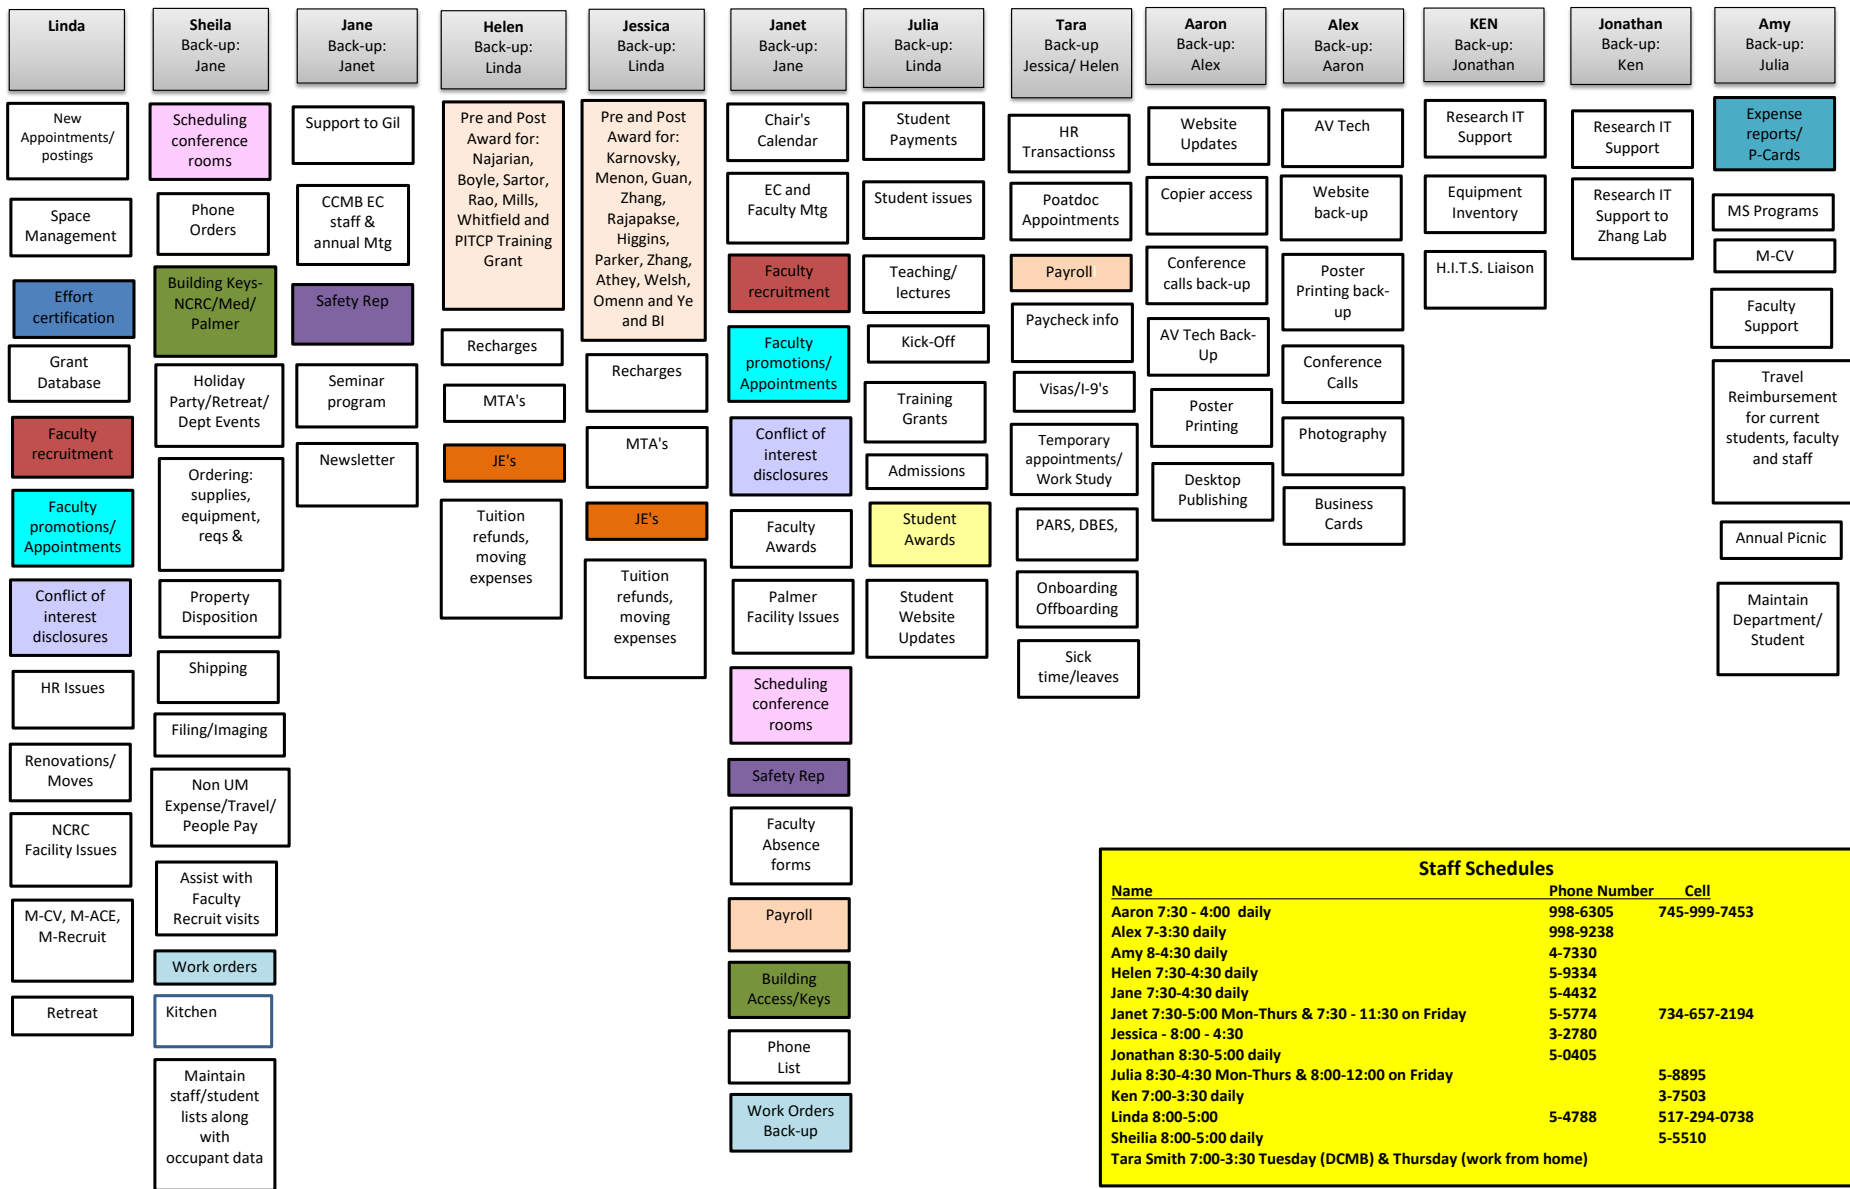 Linda
New
Appointments/
postings
Space
Management
Effort
certification
Grant
Database
Faculty
recruitment
Faculty
promotions/
Appointments
Conflict of
interest
disclosures
HR Issues
Renovations/
Moves
NCRC
Facility Issues
M-CV, M-ACE,
M-Recruit
Retreat
Sheila
Back-up:
Jane
Scheduling
conference
rooms
Phone
Orders
Building Keys-
NCRC/Med/
Palmer
Holiday
Party/Retreat/
Dept Events
Ordering:
supplies,
equipment,
reqs &
Property
Disposition
Shipping
Filing/Imaging
Non UM
Expense/Travel/
People Pay
Assist with
Faculty
Recruit visits
Work orders
Kitchen
Maintain
staff/student
lists along
with
occupant data
Jane
Back-up:
Janet
Support to Gil
CCMB EC
staff &
annual Mtg
Safety Rep
Seminar
program
Newsletter
Helen
Back-up:
Linda
Pre and Post
Award for:
Najarian,
Boyle, Sartor,
Rao, Mills,
Whitfield and
PITCP Training
Grant
Recharges
MTA's
JE's
Tuition
refunds,
moving
expenses
Jessica
Back-up:
Linda
Pre and Post
Award for:
Karnovsky,
Menon, Guan,
Zhang,
Rajapakse,
Higgins,
Parker, Zhang,
Athey, Welsh,
Omenn and Ye
and BI
Recharges
MTA's
JE's
Tuition
refunds,
moving
expenses
Janet
Back-up:
Jane
Chair's
Calendar
EC and
Faculty Mtg
Faculty
recruitment
Faculty
promotions/
Appointments
Conflict of
interest
disclosures
Faculty
Awards
Palmer
Facility Issues
Scheduling
conference
rooms
Safety Rep
Faculty
Absence
forms
Payroll
Building
Access/Keys
Phone
List
Work Orders
Back-up
Julia
Back-up:
Linda
Student
Payments
Student issues
Teaching/
lectures
Kick-Off
Training
Grants
Admissions
Student
Awards
Student
Website
Updates
Tara
Back-up
Jessica/ Helen
HR
Transactionss
Poatdoc
Appointments
Payroll
Paycheck info
Visas/I-9's
Temporary
appointments/
Work Study
PARS, DBES,
Onboarding
Offboarding
Sick
time/leaves
Aaron
Back-up:
Alex
Website
Updates
Copier access
Conference
calls back-up
AV Tech Back-
Up
Poster
Printing
Desktop
Publishing
Alex
Back-up:
Aaron
AV Tech
Website
back-up
Poster
Printing back-
up
Conference
Calls
Photography
Business
Cards
KEN
Back-up:
Jonathan
Research IT
Support
Equipment
Inventory
H.I.T.S. Liaison
Jonathan
Back-up:
Ken
Research IT
Support
Research IT
Support to
Zhang Lab
Amy
Back-up:
Julia
Expense
reports/
P-Cards
MS Programs
M-CV
Faculty
Support
Travel
Reimbursement
for current
students, faculty
and staff
Annual Picnic
Maintain
Department/
Student
Staff Schedules
Name Phone Number Cell
Aaron 7:30 - 4:00 daily 998-6305 745-999-7453
Alex 7-3:30 daily 998-9238
Amy 8-4:30 daily 4-7330
Helen 7:30-4:30 daily 5-9334
Jane 7:30-4:30 daily 5-4432
Janet 7:30-5:00 Mon-Thurs & 7:30 - 11:30 on Friday 5-5774 734-657-2194
Jessica - 8:00 - 4:30 3-2780
Jonathan 8:30-5:00 daily 5-0405
Julia 8:30-4:30 Mon-Thurs & 8:00-12:00 on Friday 5-8895
Ken 7:00-3:30 daily 3-7503
Linda 8:00-5:00 5-4788 517-294-0738
Sheilia 8:00-5:00 daily 5-5510
Tara Smith 7:00-3:30 Tuesday (DCMB) & Thursday (work from home)